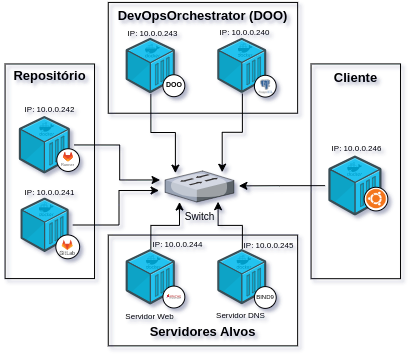 DevOpsOrchestrator (DOO)
IP: 10.0.0.243
IP: 10.0.0.240
DOO
Repositório
IP: 10.0.0.242
IP: 10.0.0.241
GitLab
Cliente
IP: 10.0.0.246
Switch
IP: 10.0.0.244
IP: 10.0.0.245
BIND9
Servidor Web
Servidor DNS
Servidores Alvos